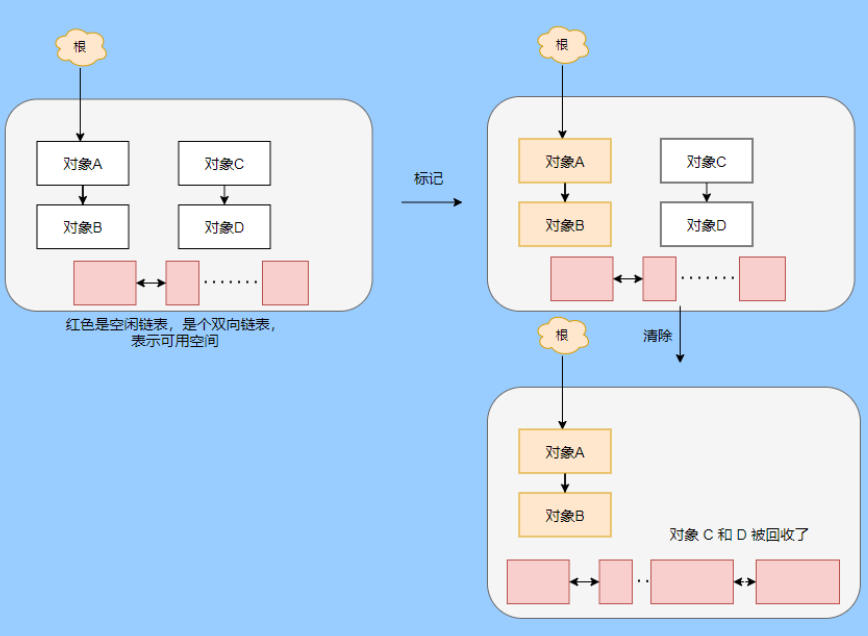 根
对象A
对象C
对象B
对象D
红色是空闲链表，是个双向链表，
表示可用空间
标记
根
对象A
对象C
对象B
对象D
清除
根
对象A
对象B
对象 C 和 D 被回收了